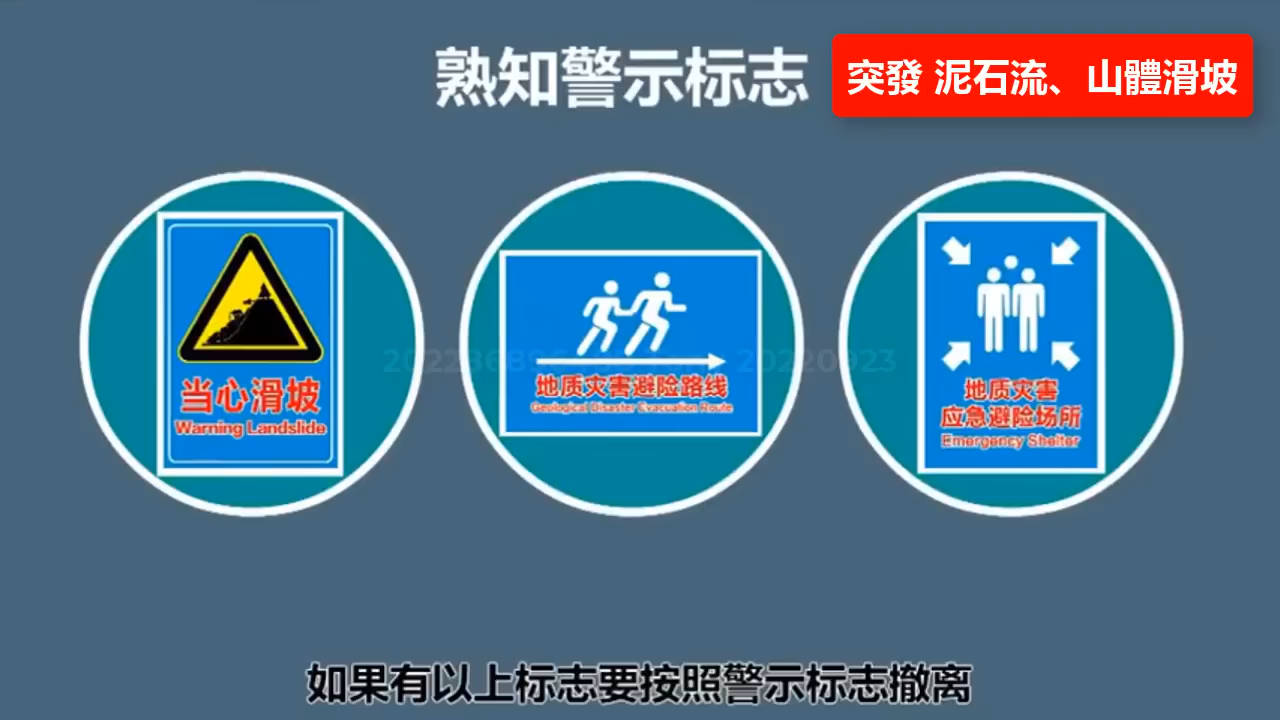 熟知警示标志
突發 泥石流、山體滑坡
当心滑坡
Warning Landslide
地质灾害避险路线
Geological Disaster Evacuation Route
地质灾害
应急避险场所
Emergency Shelter
如果有以上标志要按照警示标志撤离